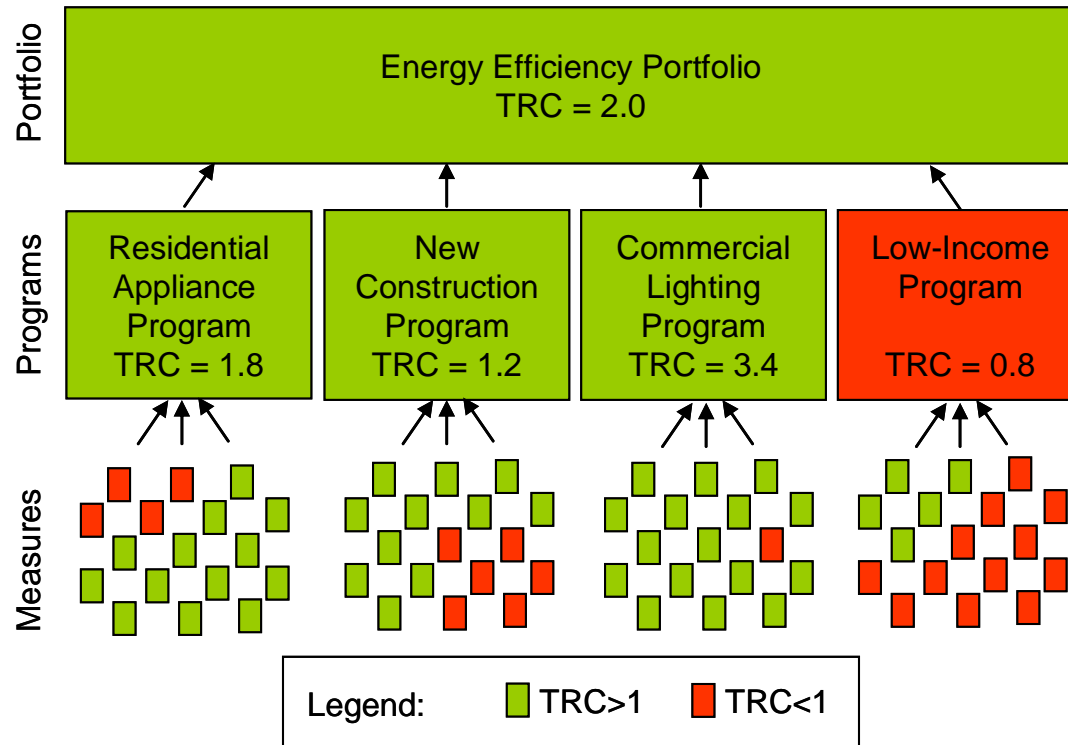 Portfolio
Energy Efficiency Portfolio
TRC = 2.0
Programs
Residential
Appliance
Program
TRC = 1.8
New
Construction
Program
TRC = 1.2
Commercial
Lighting
Program
TRC = 3.4
Low-Income
Program
TRC = 0.8
Measures
Legend:
TRC>1
TRC<1